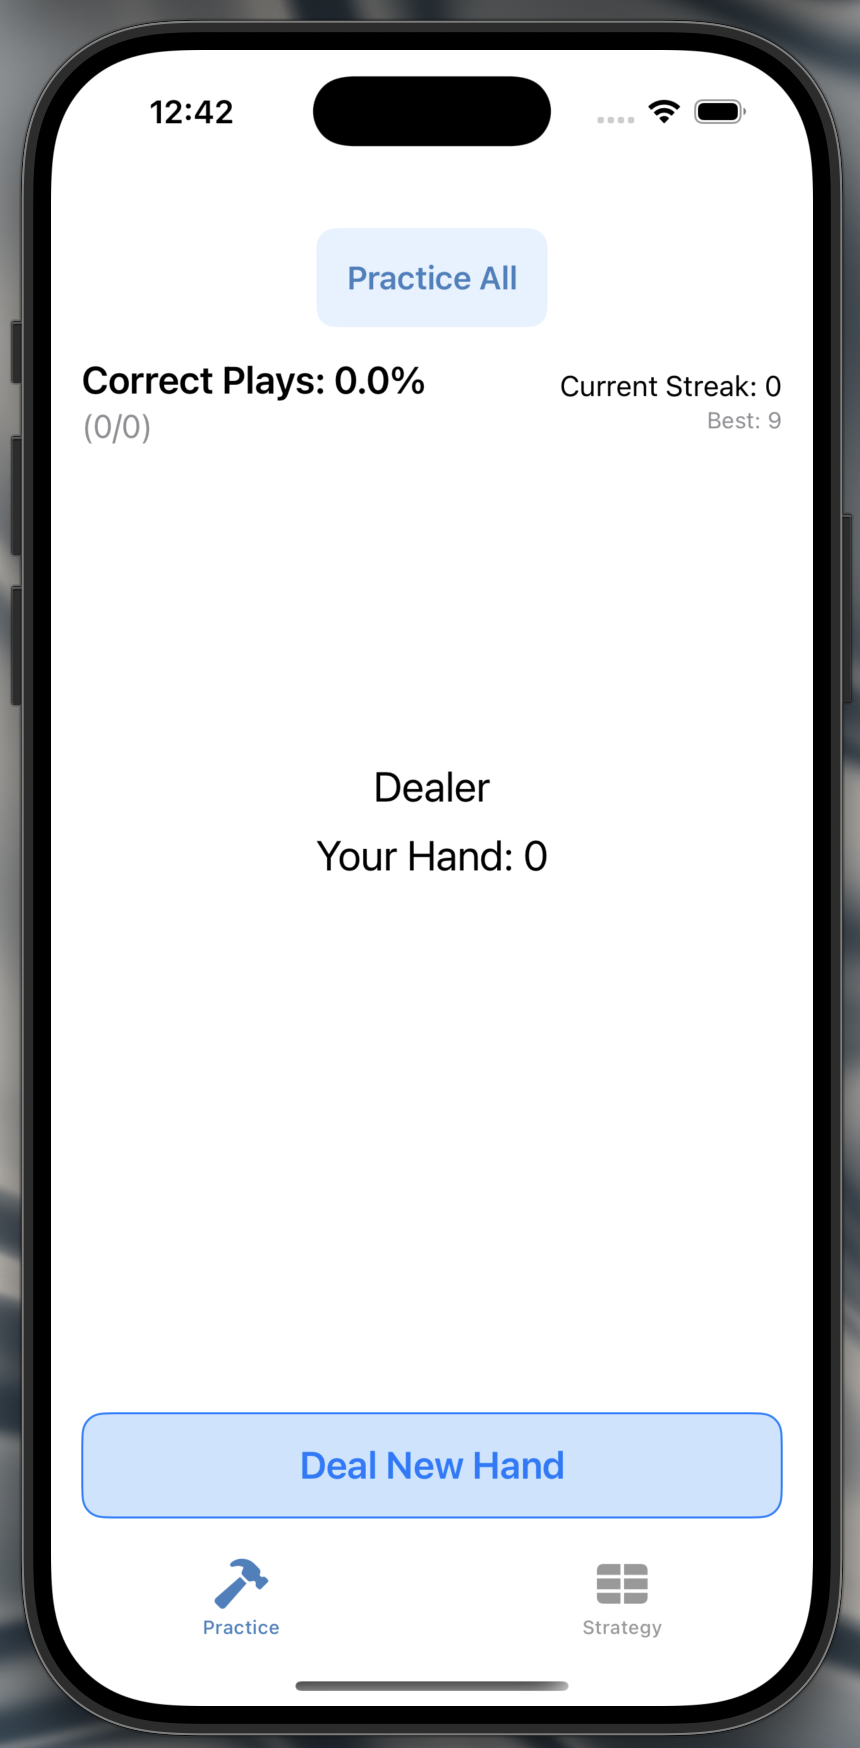 12:42
Practice All
Correct Plays: 0.0%
(0/0)
Current Streak: 0
Best: 9
Dealer
Your Hand: 0
Deal New Hand
Practice
Strategy